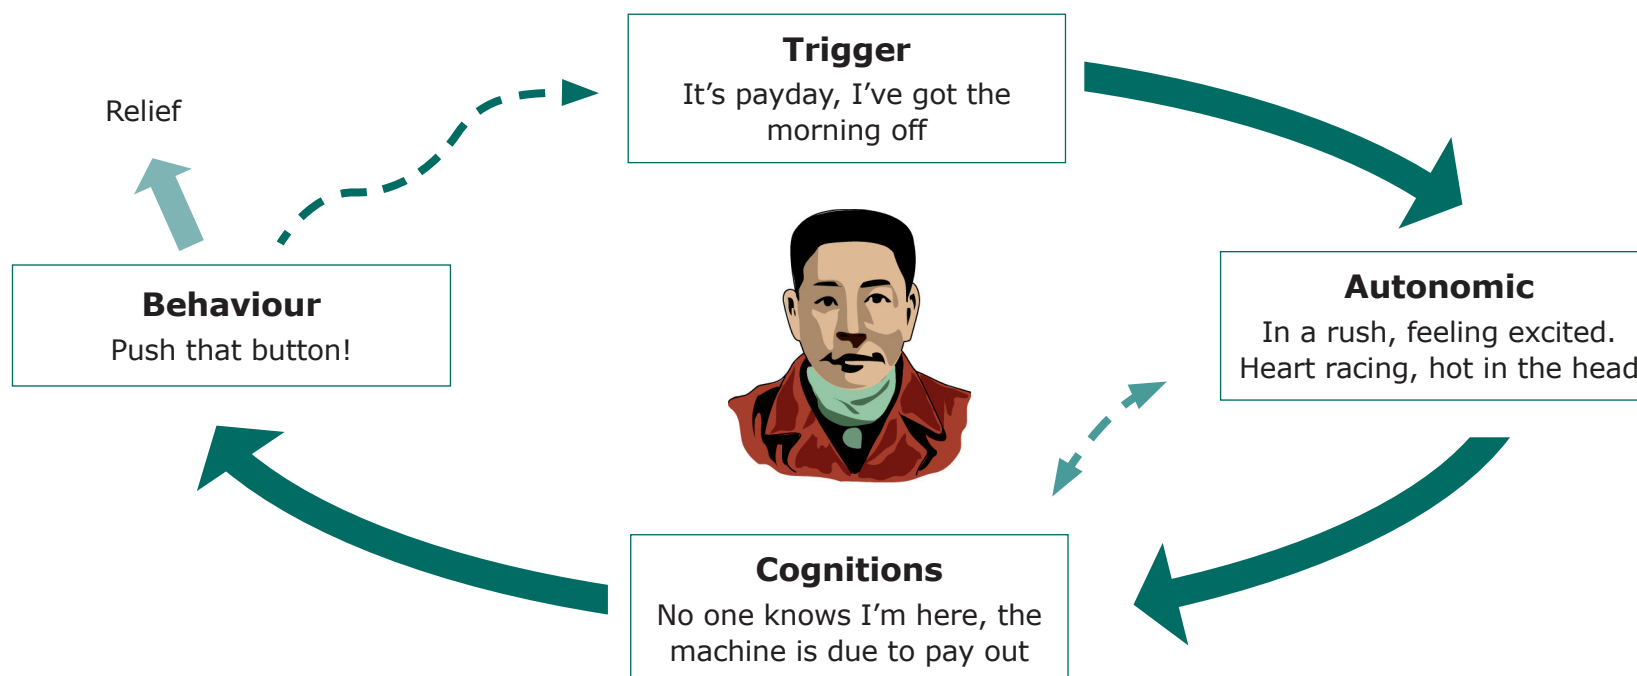 Trigger
It's payday, I've got the
morning off
Relief
Autonomic
In a rush, feeling excited.
Heart racing, hot in the head
Behaviour
Push that button!
Cognitions
No one knows I'm here, the
machine is due to pay out